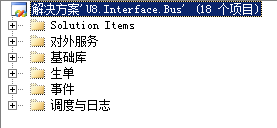 解决方案'U8.Interface.Bus' (18 个项目)
Solution Items
对外服务
基础库
生单
事件
调度与日志